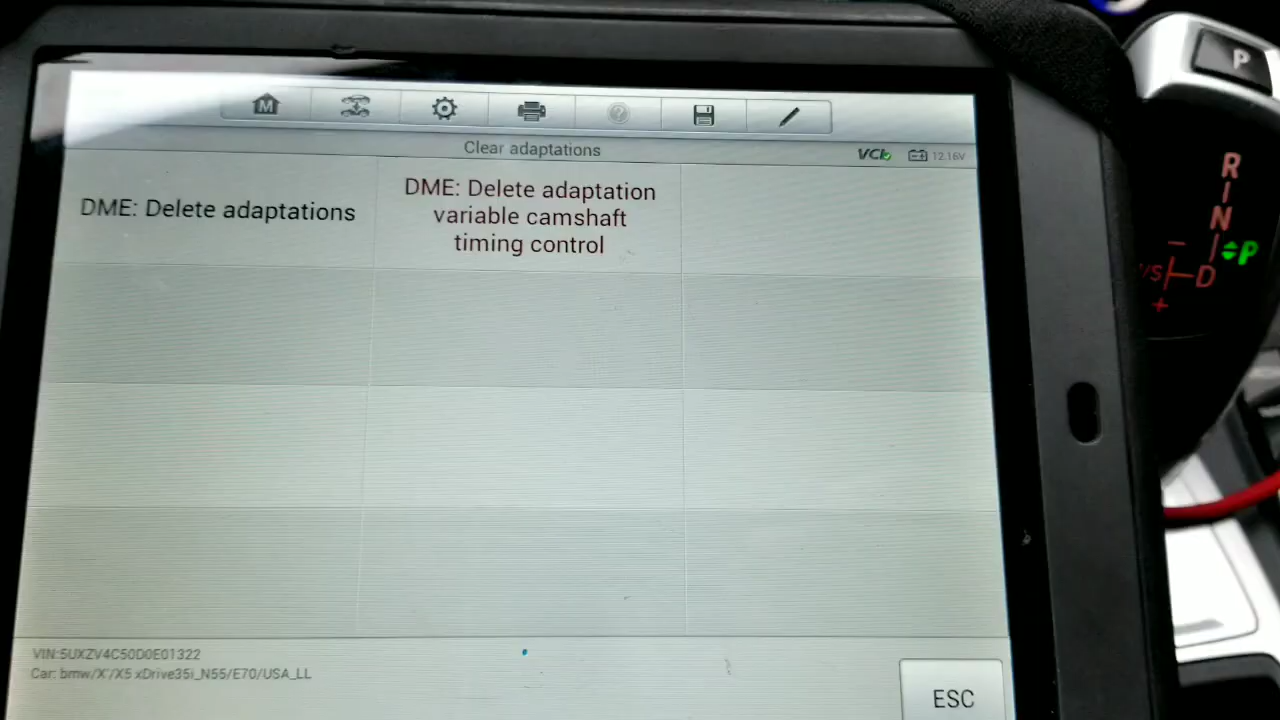 M
Clear adaptations
VCI
12.16V
DME: Delete adaptations
DME: Delete adaptation
variable camshaft
timing control
VIN:5UXZV4C50D0E01322
Car: bmw/X'/X5 xDrive35i_N55/E70/USA_LL
ESC
P
R
N
P
D
/S
+